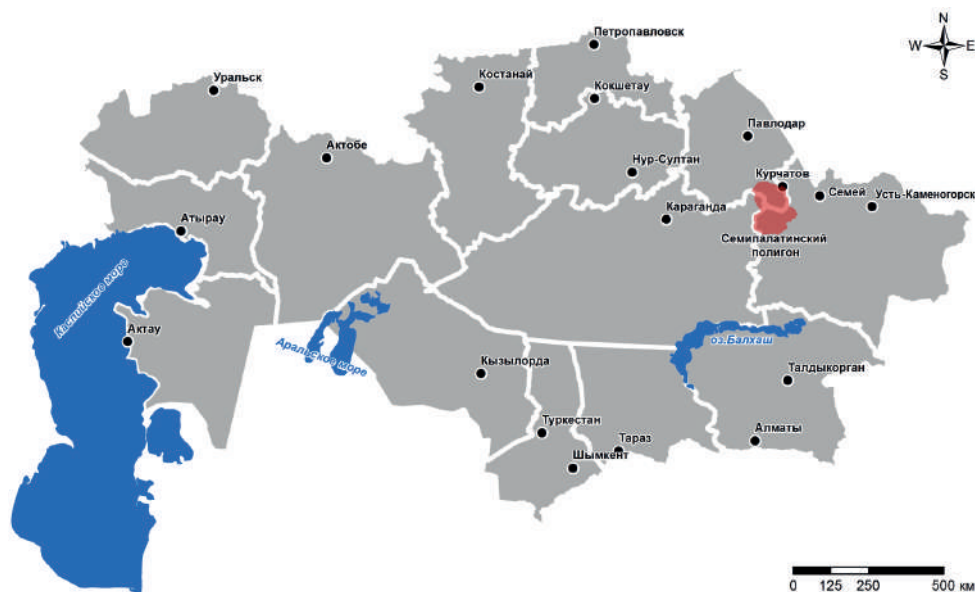 N
W E
S
Петропавловск
Уральск
Костанай
Кокшетау
Павлодар
Актобе
Нур-Султан
Курчатов
Семей
Усть-Каменогорск
Караганда
Атырау
Семипалатинский
полигон
Каспийское море
Актау
Аральское море
оз.Балхаш
Кызылорда
Талдыкорган
Туркестан
Алматы
Тараз
Шымкент
0 125 250 500 км